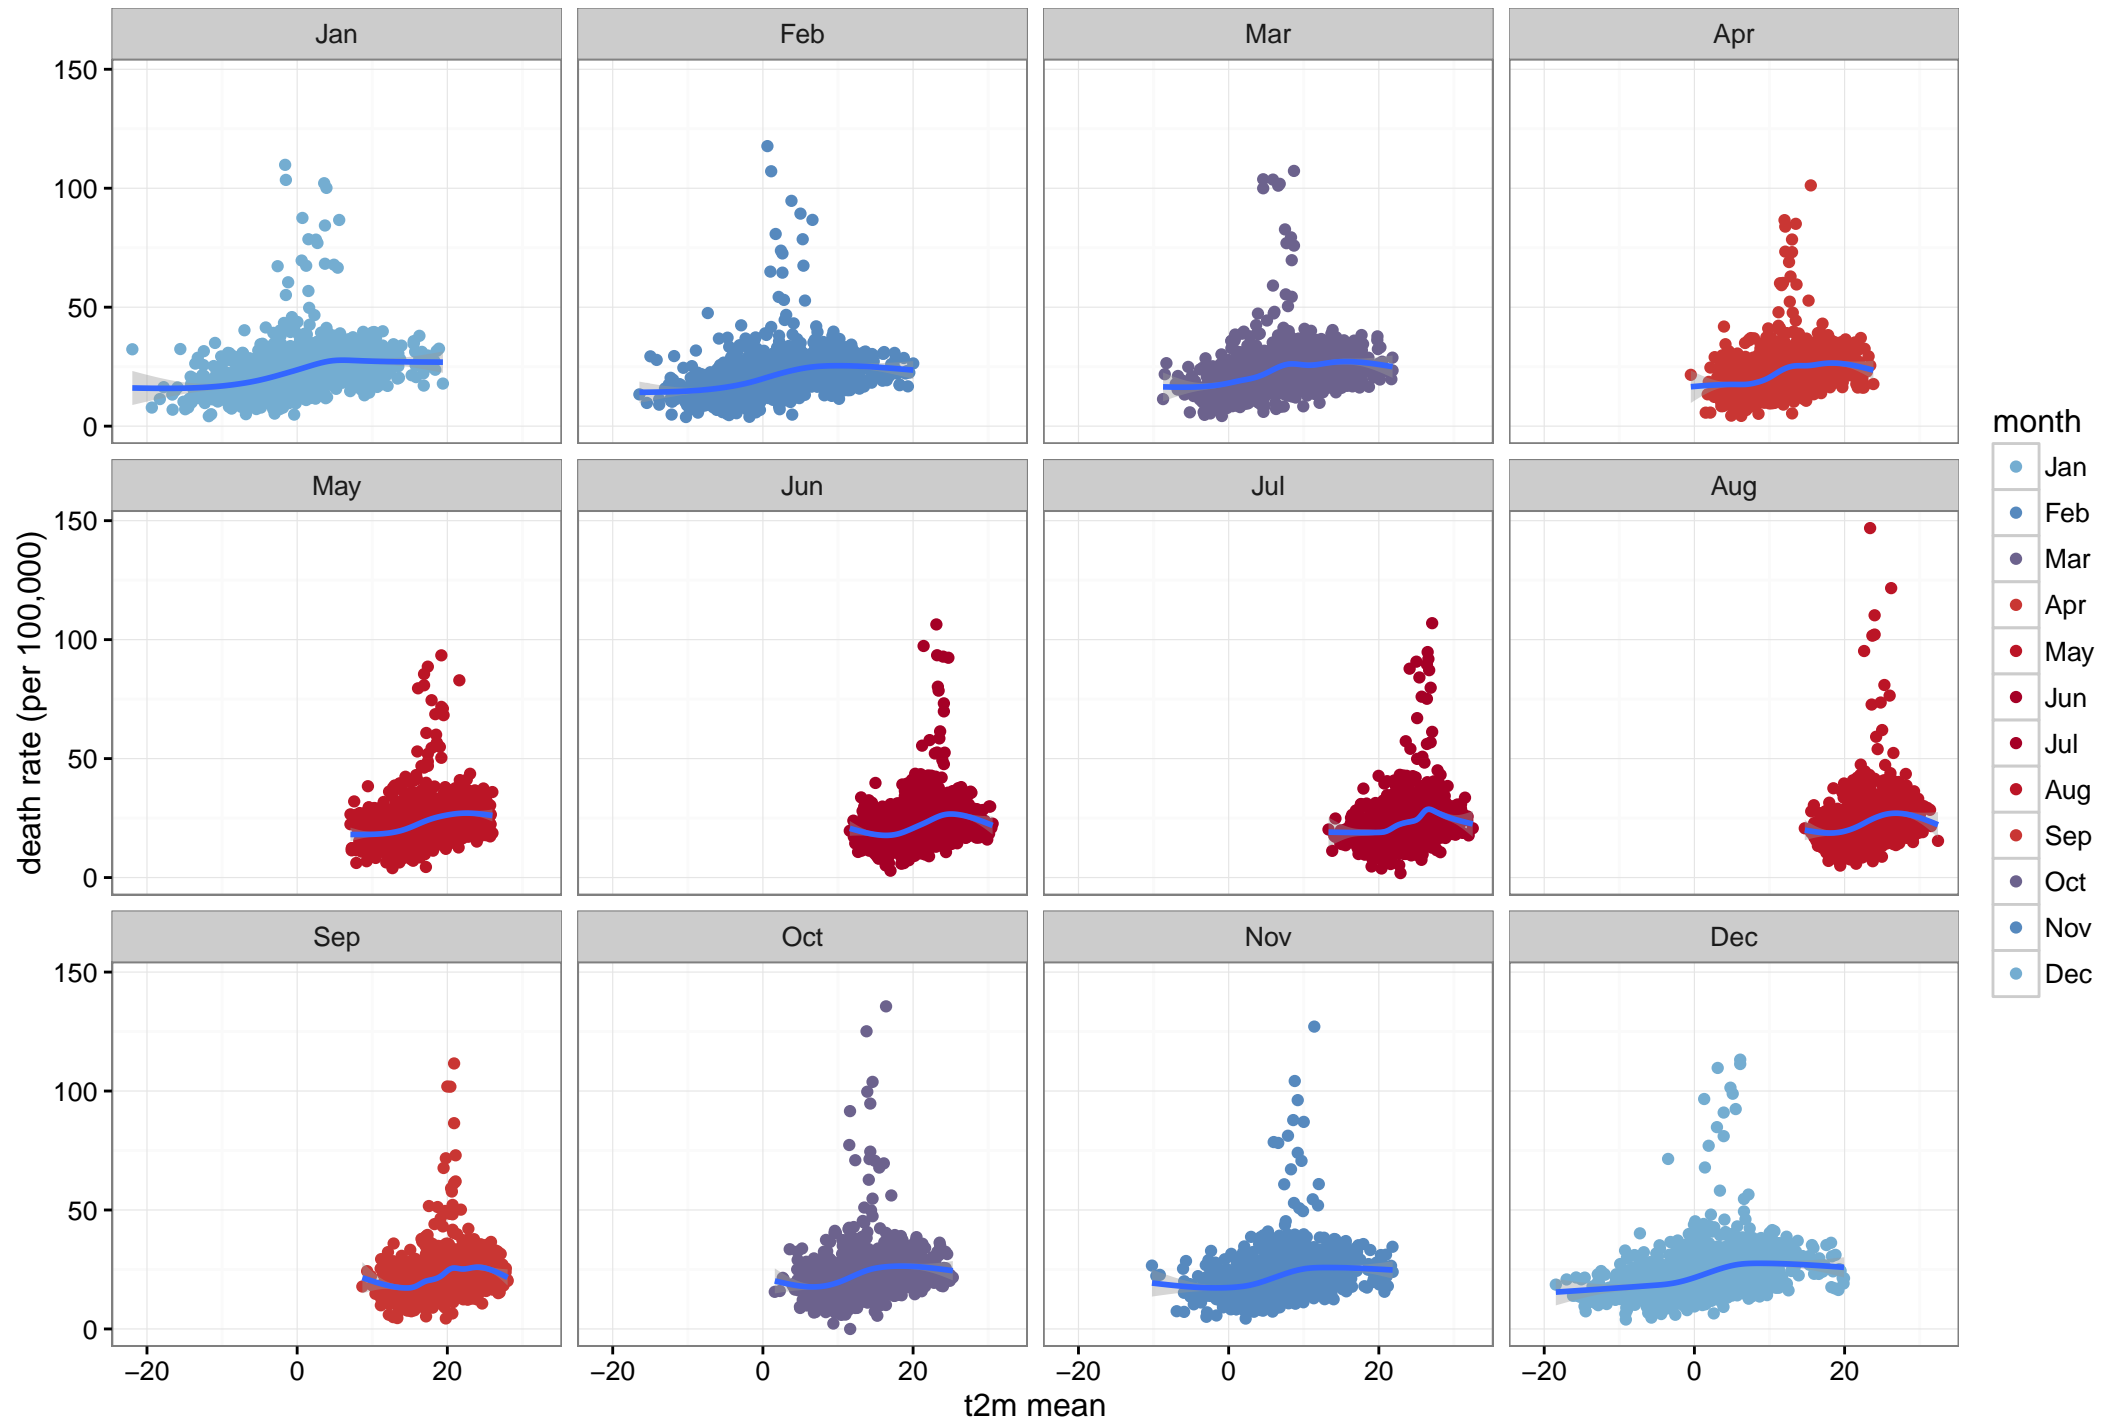 Jan Feb Mar Apr
150
100
50
0
May Jun Jul Aug
150
100
50
0
Sep Oct Nov Dec
150
100
50
0
−20 0 20 −20 0 20 −20 0 20 −20 0 20
t2m mean
death rate (per 100,000)
month
Jan
Feb
Mar
Apr
May
Jun
Jul
Aug
Sep
Oct
Nov
Dec